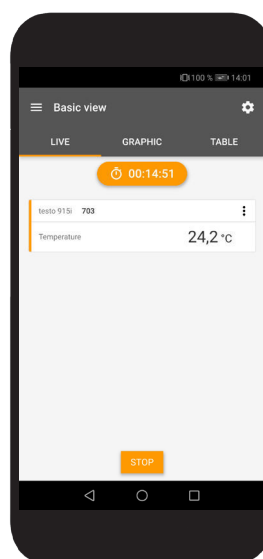 100 % 14:01
Basic view
LIVE GRAPHIC TABLE
00:14:51
testo 915i 703
Temperature 24,2 °C
STOP